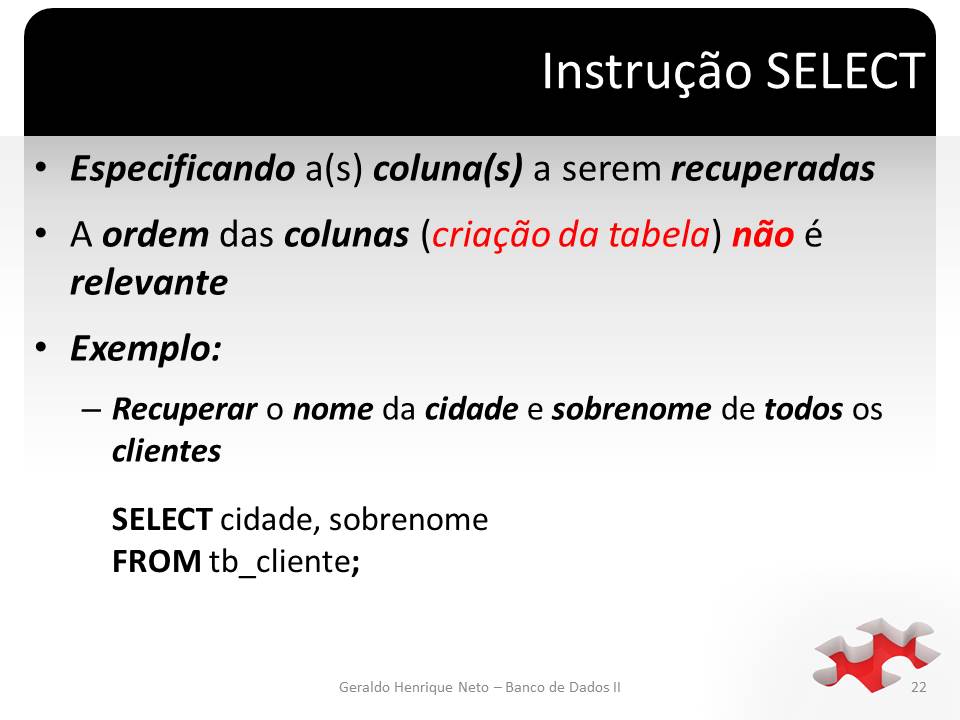 Instrução SELECT
• Especificando a(s) coluna(s) a serem recuperadas
• A ordem das colunas (criação da tabela) não é
relevante
• Exemplo:
– Recuperar o nome da cidade e sobrenome de todos os
clientes
SELECT cidade, sobrenome
FROM tb_cliente;
Geraldo Henrique Neto – Banco de Dados II
22